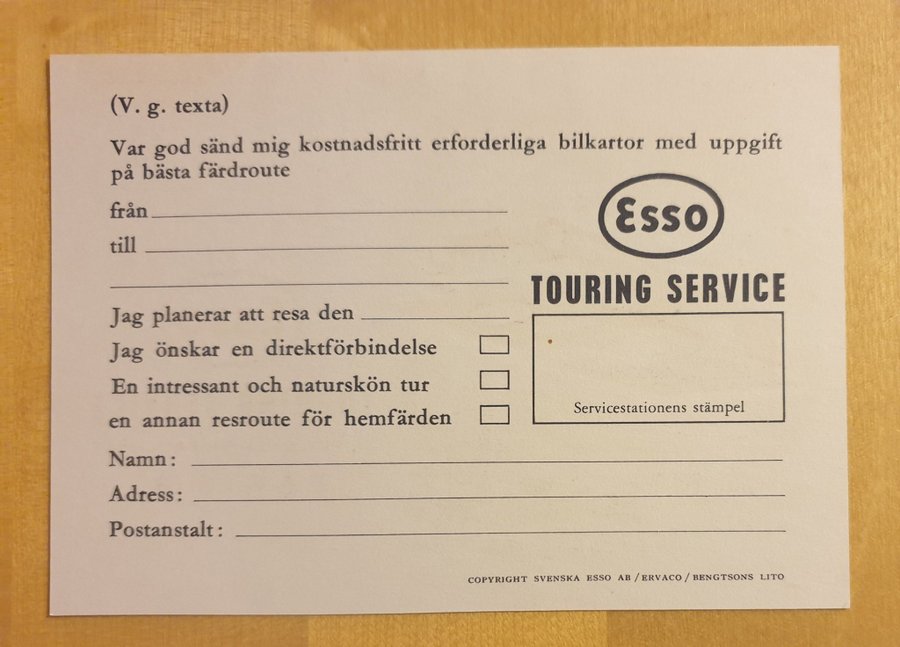 (V. g. texta)
Var god sänd mig kostnadsfritt erforderliga bilkartor med uppgift
på bästa färdroute
från
till
Esso
TOURING SERVICE
Jag planerar att resa den
Jag önskar en direktförbindelse
En intressant och naturskön tur
en annan resroute för hemfärden
Servicestationens stämpel
Namn:
Adress:
Postanstalt:
COPYRIGHT SVENSKA ESSO AB / ERVACO / BENGTSONS LITO